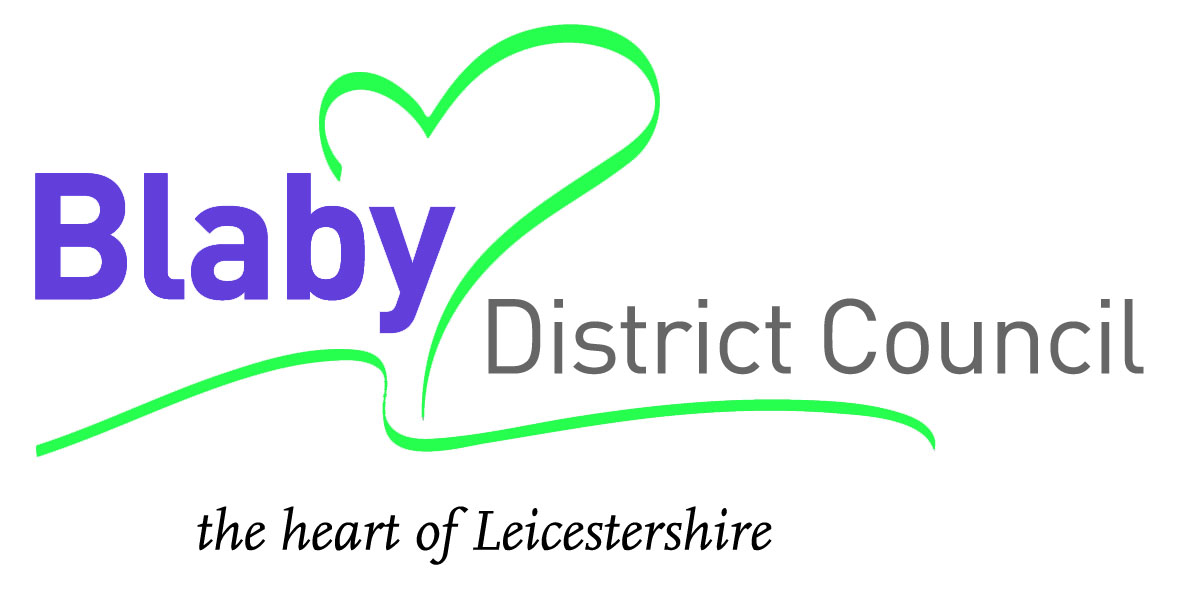 Blaby
District Council
the heart of Leicestershire